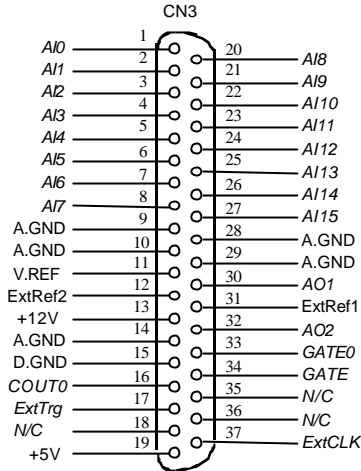 CN3
AI0 1
AI1 2
AI2 3
AI3 4
AI4 5
AI5 6
AI6 7
AI7 8
A.GND 9
A.GND 10
V.REF 11
ExtRef2 12
+12V 13
A.GND 14
D.GND 15
COUT0 16
ExtTrg 17
N/C 18
+5V 19
20 AI8
21 AI9
22 AI10
23 AI11
24 AI12
25 AI13
26 AI14
27 AI15
28 A.GND
29 A.GND
30 AO1
31 ExtRef1
32 AO2
33 GATE0
34 GATE
35 N/C
36 N/C
37 ExtCLK